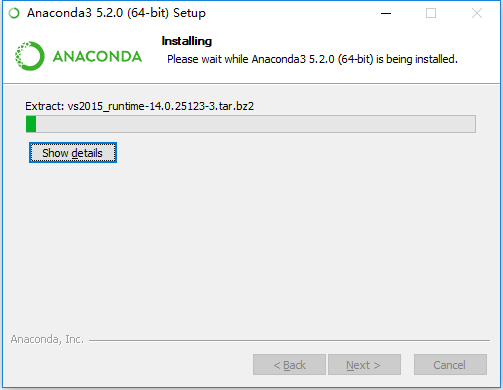 Anaconda3 5.2.0 (64-bit) Setup
ANACONDA
Installing
Please wait while Anaconda3 5.2.0 (64-bit) is being installed.
Extract: vs2015_runtime-14.0.25123-3.tar.bz2
Show details
Anaconda, Inc.
< Back
Next >
Cancel